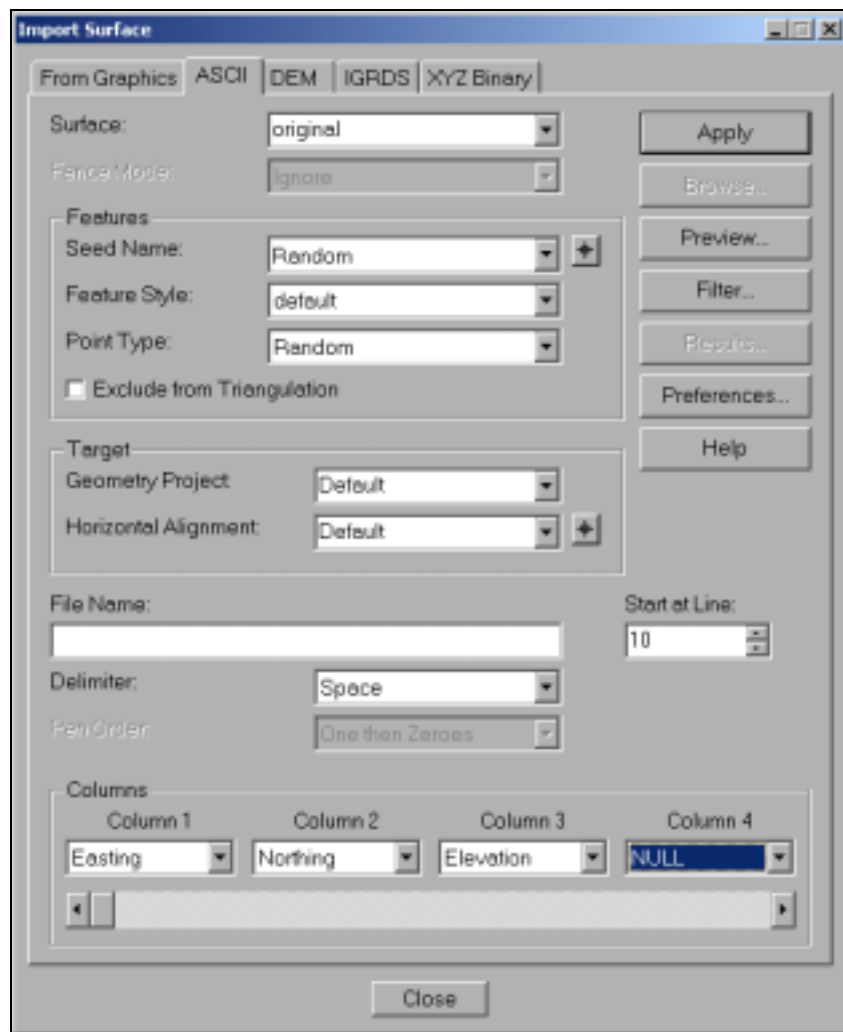 Import Surface
From Graphics ASCII DEM IGRDS XYZ Binary
Surface: original Apply
Fence Mode: Ignore Browse...
Features
Seed Name: Random Preview...
Feature Style: default Filter...
Point Type: Random Results...
Exclude from Triangulation Preferences...
Target Help
Geometry Project Default
Horizontal Alignment: Default
File Name: Start at Line:
10
Delimiter: Space
Pen Order: One then Zeroes
Columns
Column 1 Column 2 Column 3 Column 4
Easting Northing Elevation NULL
Close